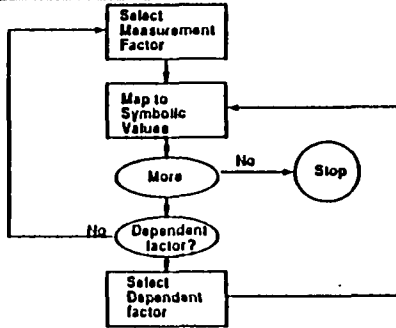 Select
Measurement
Factor
Map to
Symbolic
Values
More
No
Stop
No
Dependent
factor?
Select
Dependent
factor